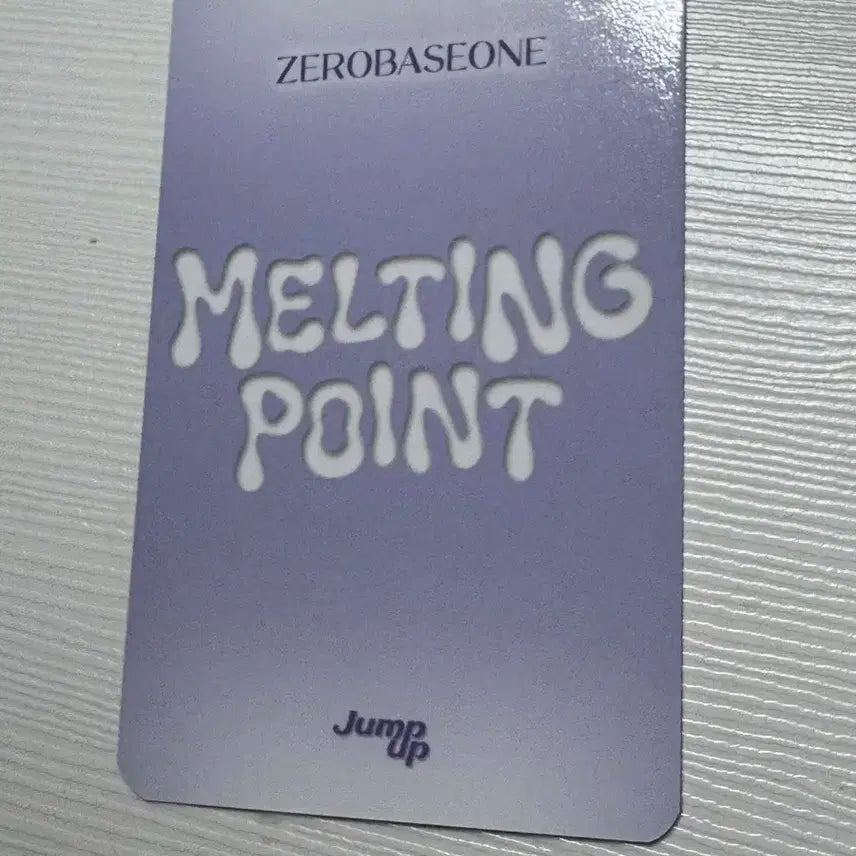 ZEROBASEONE
MELTING
POINT
Jump
up